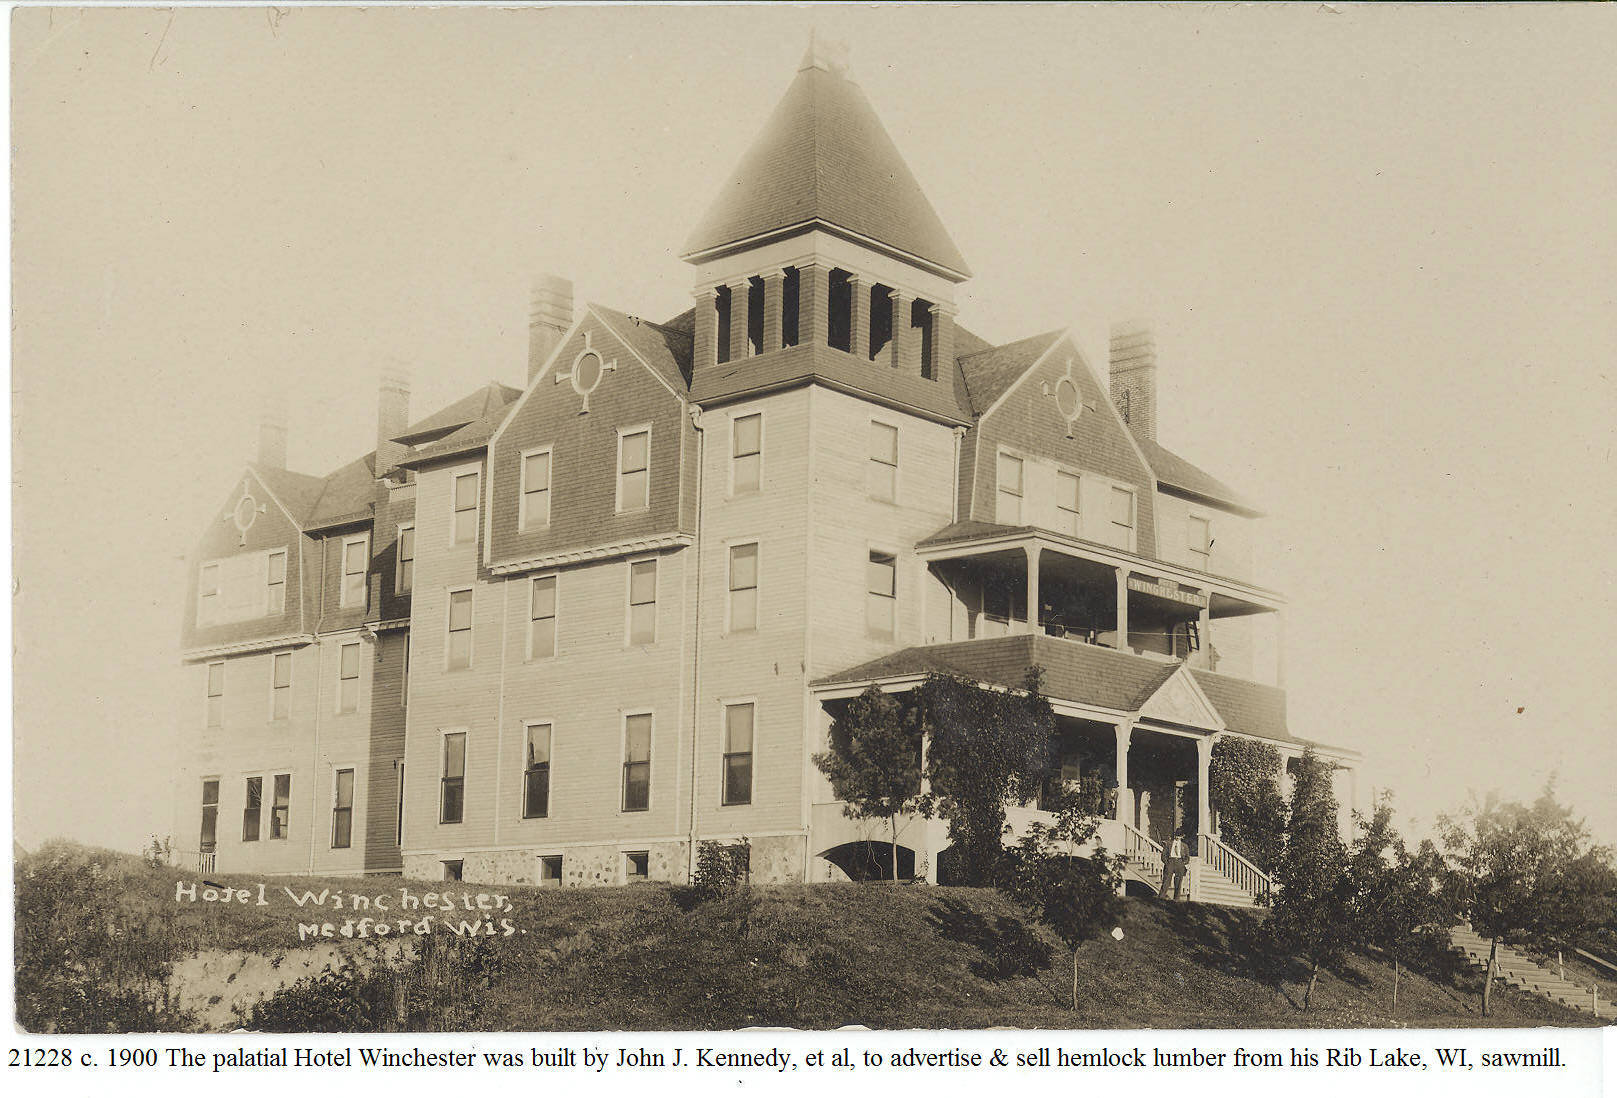 WINCHESTER
Hotel Winchester,
Medford Wis.
21228 c. 1900 The palatial Hotel Winchester was built by John J. Kennedy, et al, to advertise & sell hemlock lumber from his Rib Lake, WI, sawmill.